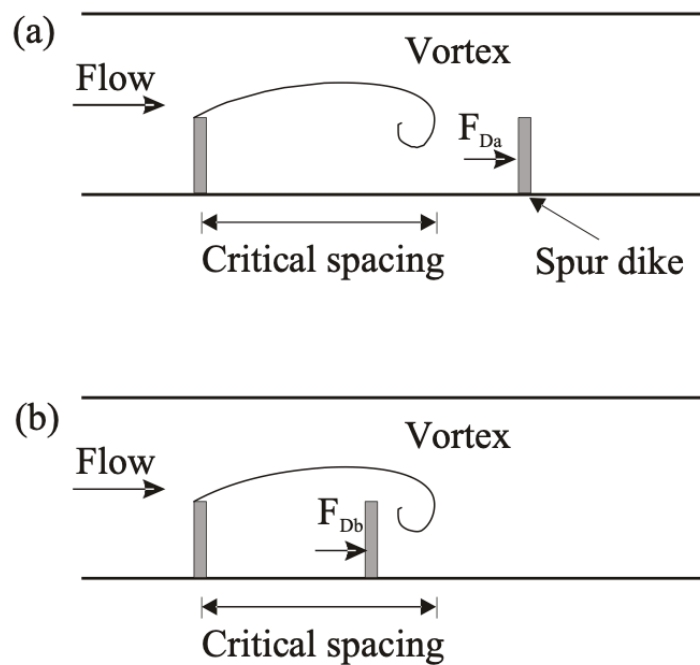 (a)
Vortex
Flow
F_Da
Critical spacing
Spur dike
(b)
Vortex
Flow
F_Db
Critical spacing